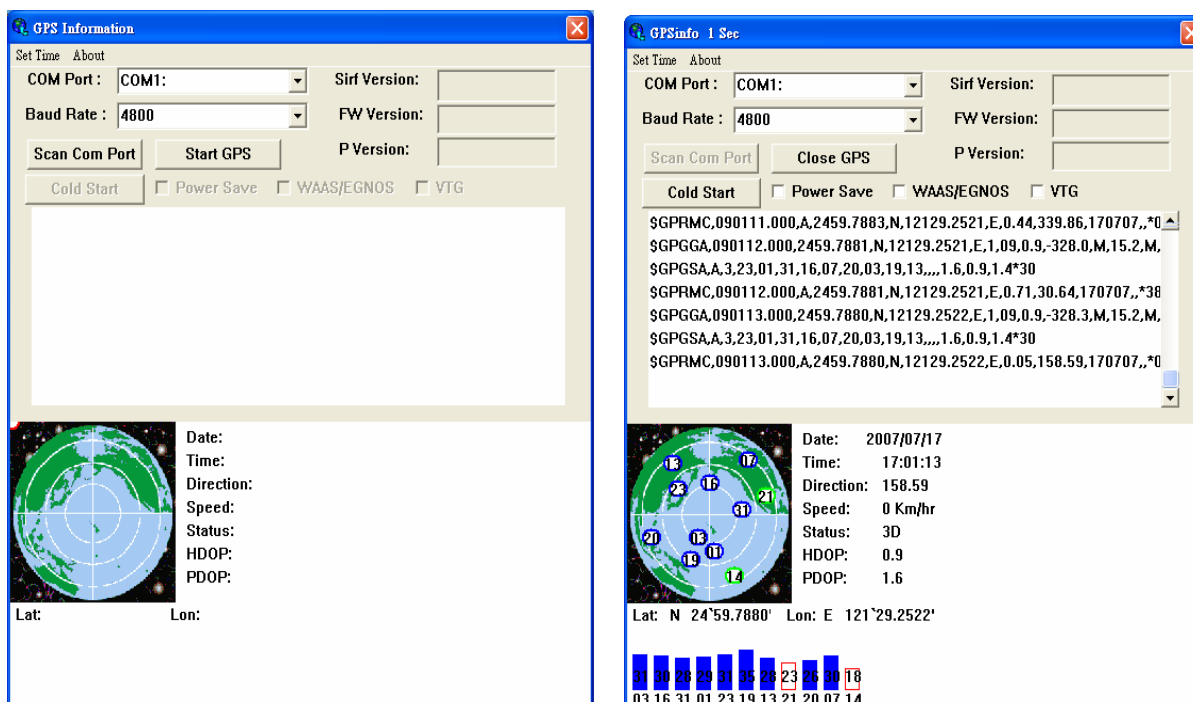 GPS Information
Set Time About
COM Port : COM1: Sirf Version:
Baud Rate : 4800 FW Version:
Scan Com Port Start GPS P Version:
Cold Start Power Save WAAS/EGNOS VTG
Date:
Time:
Direction:
Speed:
Status:
HDOP:
PDOP:
Lat: Lon:
GPSinfo 1 Sec
Set Time About
COM Port : COM1: Sirf Version:
Baud Rate : 4800 FW Version:
Scan Com Port Close GPS P Version:
Cold Start Power Save WAAS/EGNOS VTG
$GPRMC,090111.000,A,2459.7883,N,12129.2521,E,0.44,339.86,170707,,*0
$GPGGA,090112.000,2459.7881,N,12129.2521,E,1,09,0.9,-328.0,M,15.2,M,
$GPGSA,A,3,23,01,31,16,07,20,03,19,13,,,,1.6,0.9,1.4*30
$GPRMC,090112.000,A,2459.7881,N,12129.2521,E,0.71,30.64,170707,,*38
$GPGGA,090113.000,2459.7880,N,12129.2522,E,1,09,0.9,-328.3,M,15.2,M,
$GPGSA,A,3,23,01,31,16,07,20,03,19,13,,,,1.6,0.9,1.4*30
$GPRMC,090113.000,A,2459.7880,N,12129.2522,E,0.05,158.59,170707,,*0
13 07
23 16 21
31
20 03
19 01
14
Date: 2007/07/17
Time: 17:01:13
Direction: 158.59
Speed: 0 Km/hr
Status: 3D
HDOP: 0.9
PDOP: 1.6
Lat: N 24`59.7880' Lon: E 121`29.2522'
31 30 28 29 31 35 28 23 26 30 18
03 16 31 01 23 19 13 21 20 07 14